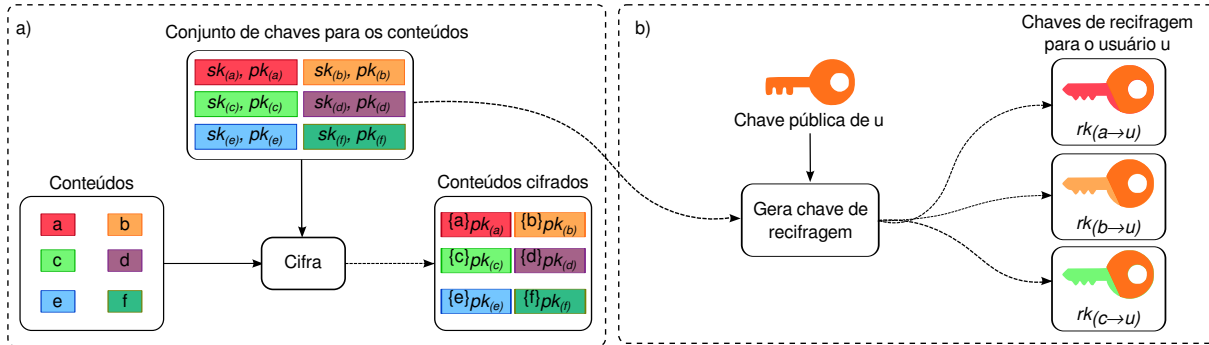 a)
Conjunto de chaves para os conteúdos
sk(a), pk(a) sk(b), pk(b)
sk(c), pk(c) sk(d), pk(d)
sk(e), pk(e) sk(f), pk(f)
Conteúdos
a b
c d
e f
Cifra
Conteúdos cifrados
{a}pk(a) {b}pk(b)
{c}pk(c) {d}pk(d)
{e}pk(e) {f}pk(f)
b)
Chave pública de u
Gera chave de
recifragem
Chaves de recifragem
para o usuário u
rk(a→u)
rk(b→u)
rk(c→u)